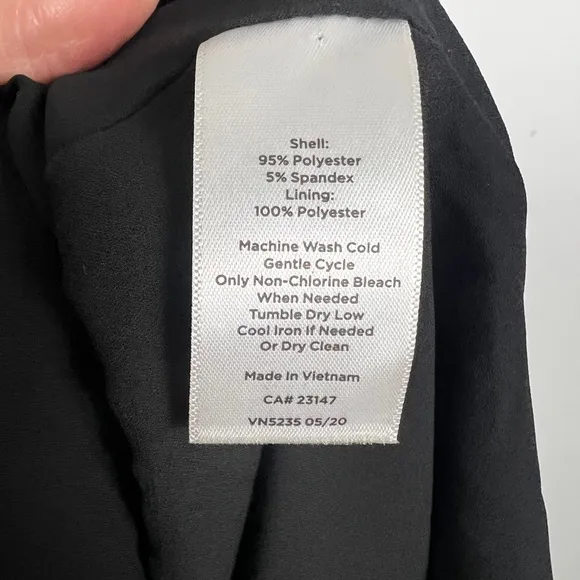 Shell:
95% Polyester
5% Spandex
Lining:
100% Polyester
Machine Wash Cold
Gentle Cycle
Only Non-Chlorine Bleach
When Needed
Tumble Dry Low
Cool Iron If Needed
Or Dry Clean
Made In Vietnam
CA# 23147
VN5235 05/20